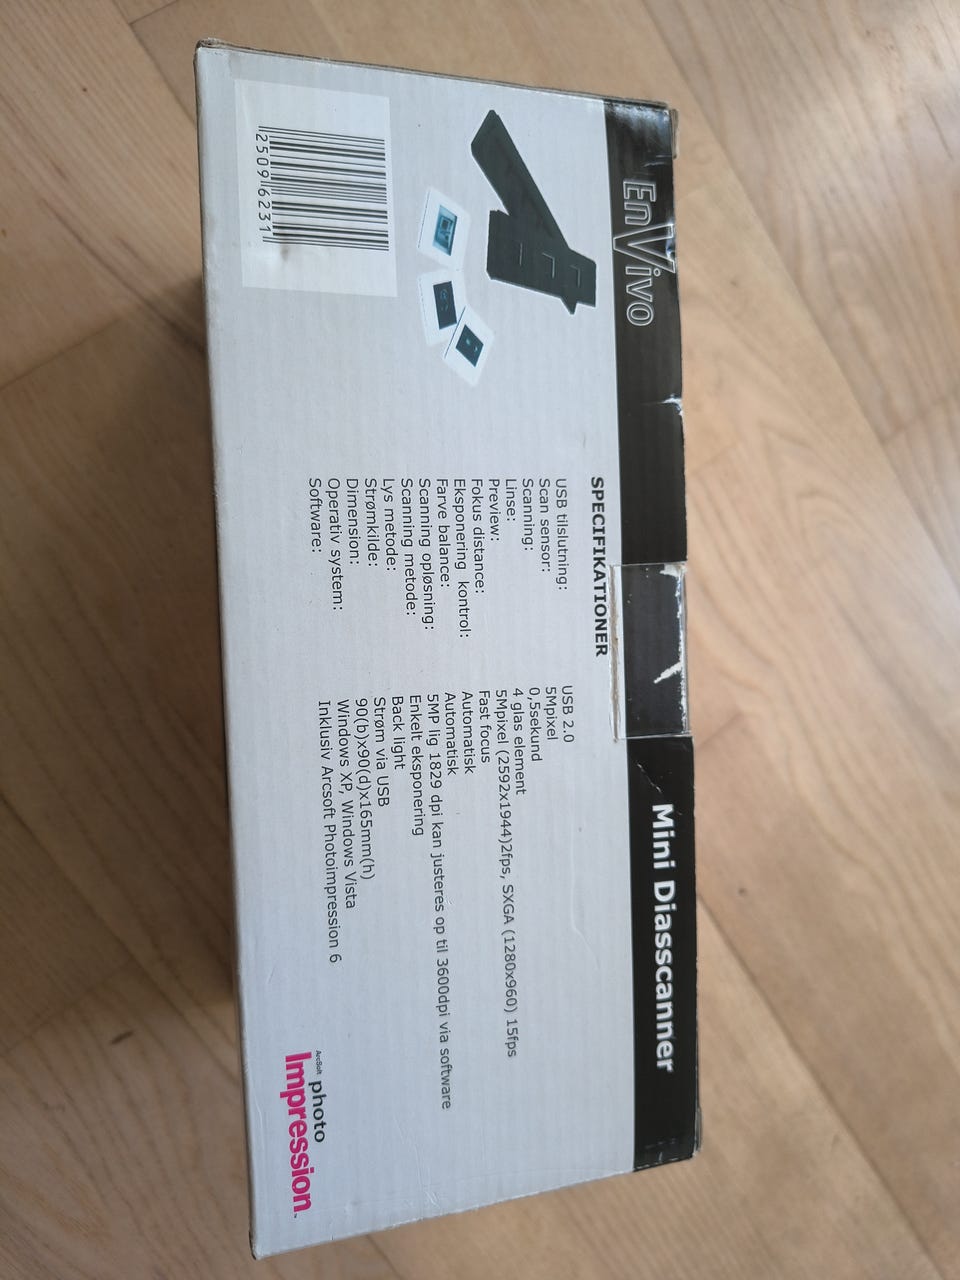 EnVivo
Mini Diasscanner
SPECIFIKATIONER
USB tilslutning: USB 2.0
Scan sensor: 5Mpixel
Scanning: 0,5sekund
Linse: 4 glas element
Preview: 5Mpixel (2592x1944)2fps, SXGA (1280x960) 15fps
Fokus distance: Fast focus
Eksponering kontrol: Automatisk
Farve balance: Automatisk
Scanning opløsning: 5MP lig 1829 dpi kan justeres op til 3600dpi via software
Scanning metode: Enkelt eksponering
Lys metode: Back light
Strømkilde: Strøm via USB
Dimension: 90(b)x90(d)x165mm(h)
Operativ system: Windows XP, Windows Vista
Software: Inklusiv Arcsoft Photoimpression 6
25096231
ArcSoft photo
Impression™